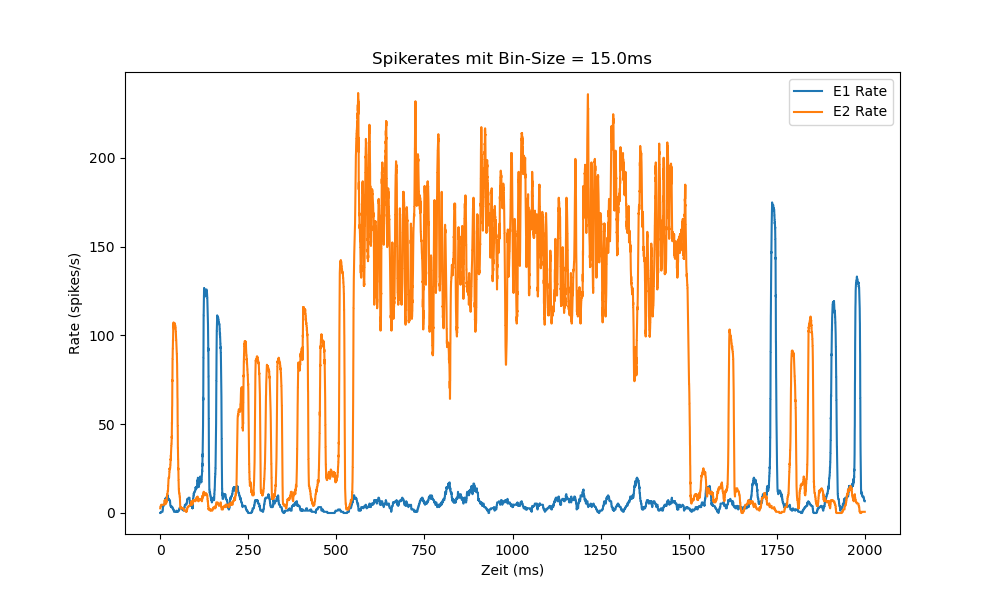 Spikerates mit Bin-Size = 15.0ms
E1 Rate
E2 Rate
Rate (spikes/s)
200
150
100
50
0
0 250 500 750 1000 1250 1500 1750 2000
Zeit (ms)